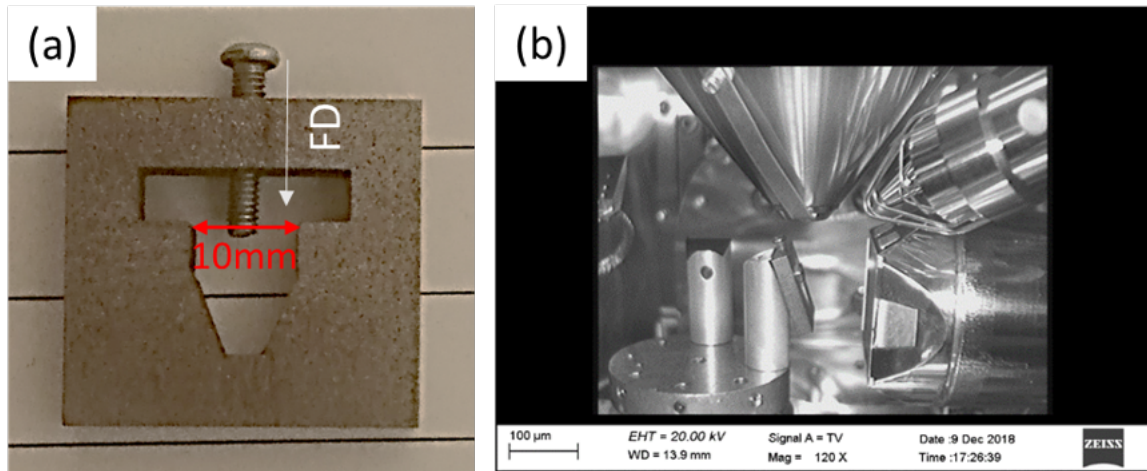 (a)
FD
10mm
(b)
100 µm
EHT = 20.00 kV
WD = 13.9 mm
Signal A = TV
Mag = 120 X
Date :9 Dec 2018
Time :17:26:39
ZEISS